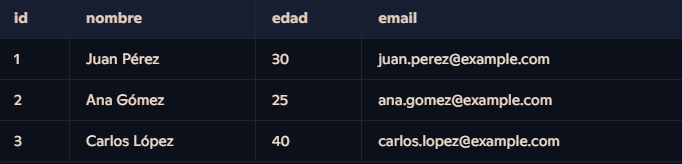 id nombre edad email
1 Juan Pérez 30 juan.perez@example.com
2 Ana Gómez 25 ana.gomez@example.com
3 Carlos López 40 carlos.lopez@example.com